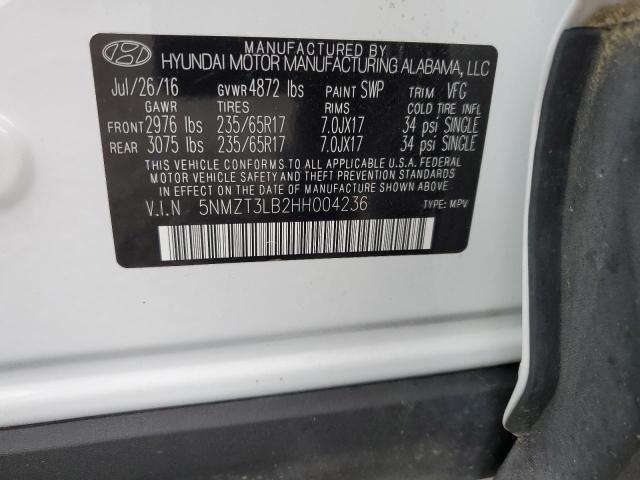 MANUFACTURED BY
HYUNDAI MOTOR MANUFACTURING ALABAMA, LLC
Jul/26/16 GVWR 4872 lbs PAINT SWP TRIM VFG
GAWR TIRES RIMS COLD TIRE INFL
FRONT 2976 lbs 235/65R17 7.0JX17 34 psi SINGLE
REAR 3075 lbs 235/65R17 7.0JX17 34 psi SINGLE
THIS VEHICLE CONFORMS TO ALL APPLICABLE U.S.A. FEDERAL
MOTOR VEHICLE SAFETY AND THEFT PREVENTION STANDARDS
IN EFFECT ON THE DATE OF MANUFACTURE SHOWN ABOVE.
V.I.N 5NMZT3LB2HH004236 TYPE: MPV